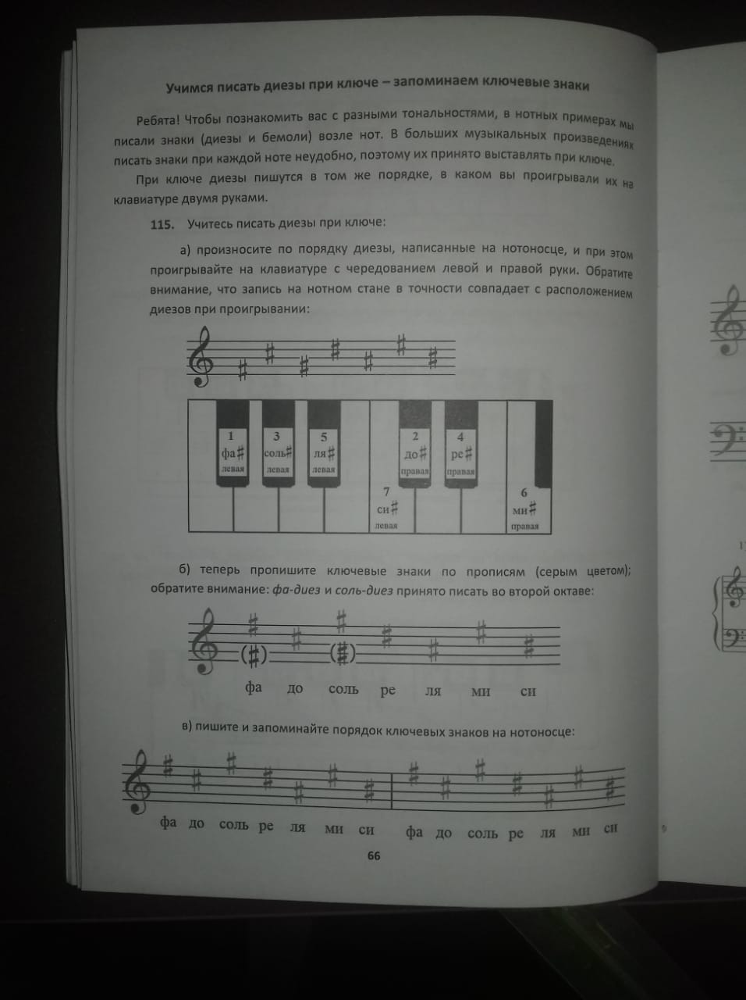 Учимся писать диезы при ключе – запоминаем ключевые знаки
Ребята! Чтобы познакомить вас с разными тональностями, в нотных примерах мы
писали знаки (диезы и бемоли) возле нот. В больших музыкальных произведениях
писать знаки при каждой ноте неудобно, поэтому их принято выставлять при ключе.
При ключе диезы пишутся в том же порядке, в каком вы проигрывали их на
клавиатуре двумя руками.
115. Учитесь писать диезы при ключе:
а) произносите по порядку диезы, написанные на нотоносце, и при этом
проигрывайте на клавиатуре с чередованием левой и правой руки. Обратите
внимание, что запись на нотном стане в точности совпадает с расположением
диезов при проигрывании:
1 3 5 2 4
фа♯ соль♯ ля♯ до♯ ре♯
левая левая левая правая правая
7 6
си♯ ми♯
левая правая
б) теперь пропишите ключевые знаки по прописям (серым цветом);
обратите внимание: фа-диез и соль-диез принято писать во второй октаве:
(♯) (♯)
фа до соль ре ля ми си
в) пишите и запоминайте порядок ключевых знаков на нотоносце:
фа до соль ре ля ми си фа до соль ре ля ми си
66
1)